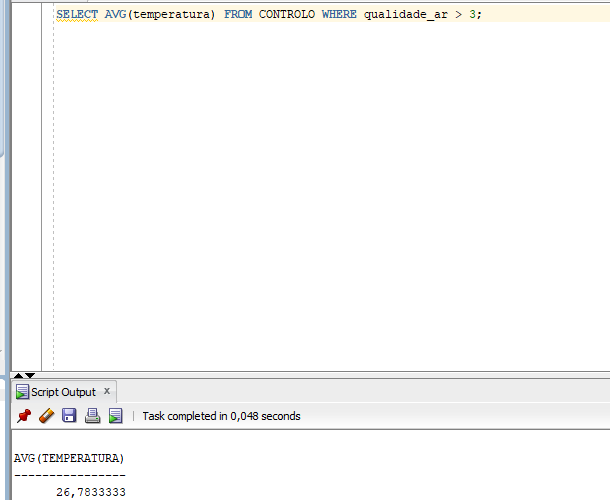 SELECT AVG(temperatura) FROM CONTROLO WHERE qualidade_ar > 3;
Script Output x
Task completed in 0,048 seconds
AVG(TEMPERATURA)
----------------
26,7833333